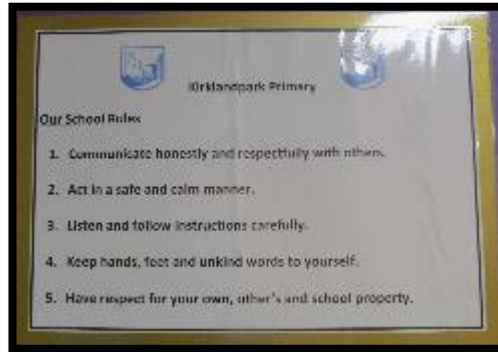 Kirklandpark Primary
Our School Rules
1. Communicate honestly and respectfully with others.
2. Act in a safe and calm manner.
3. Listen and follow instructions carefully.
4. Keep hands, feet and unkind words to yourself.
5. Have respect for your own, other's and school property.